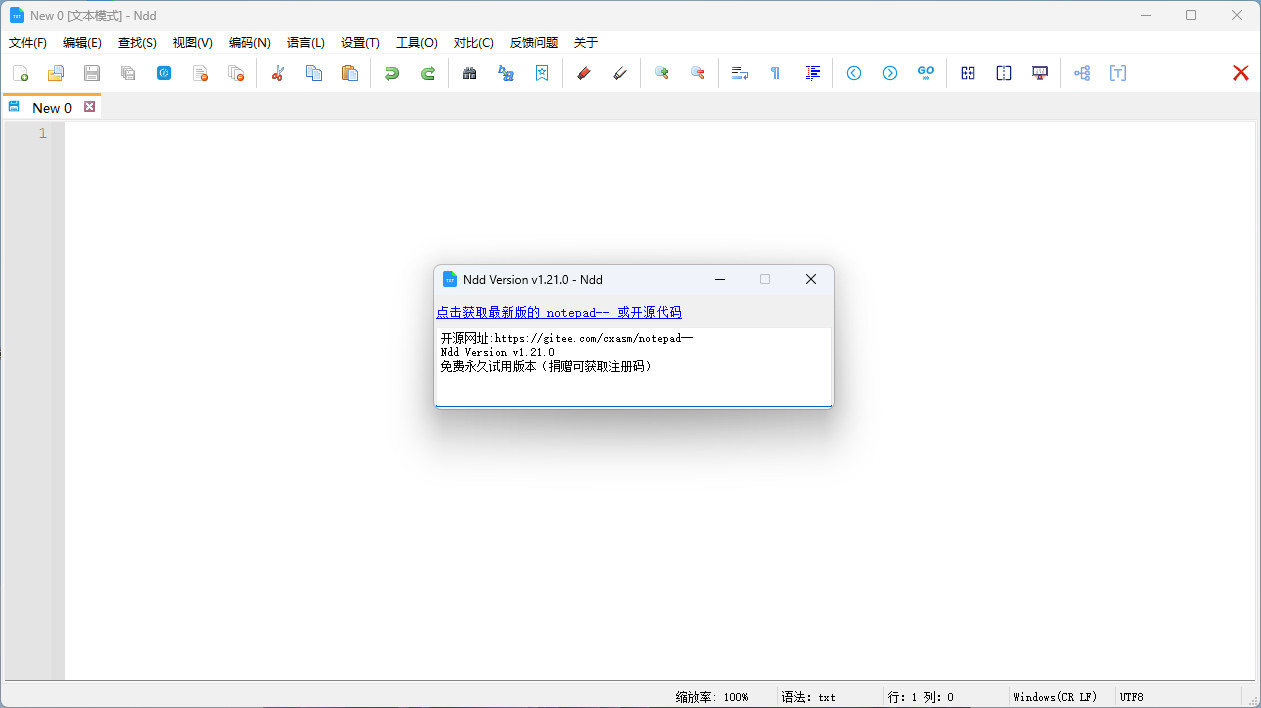 New 0 [文本模式] - Ndd
文件(F) 编辑(E) 查找(S) 视图(V) 编码(N) 语言(L) 设置(T) 工具(O) 对比(C) 反馈问题 关于
GO
New 0
1
Ndd Version v1.21.0 - Ndd
点击获取最新版的 notepad-- 或开源代码
开源网址:https://gitee.com/cxasm/notepad--
Ndd Version v1.21.0
免费永久试用版本（捐赠可获取注册码）
缩放率: 100% 语法: txt 行: 1 列: 0 Windows(CR LF) UTF8